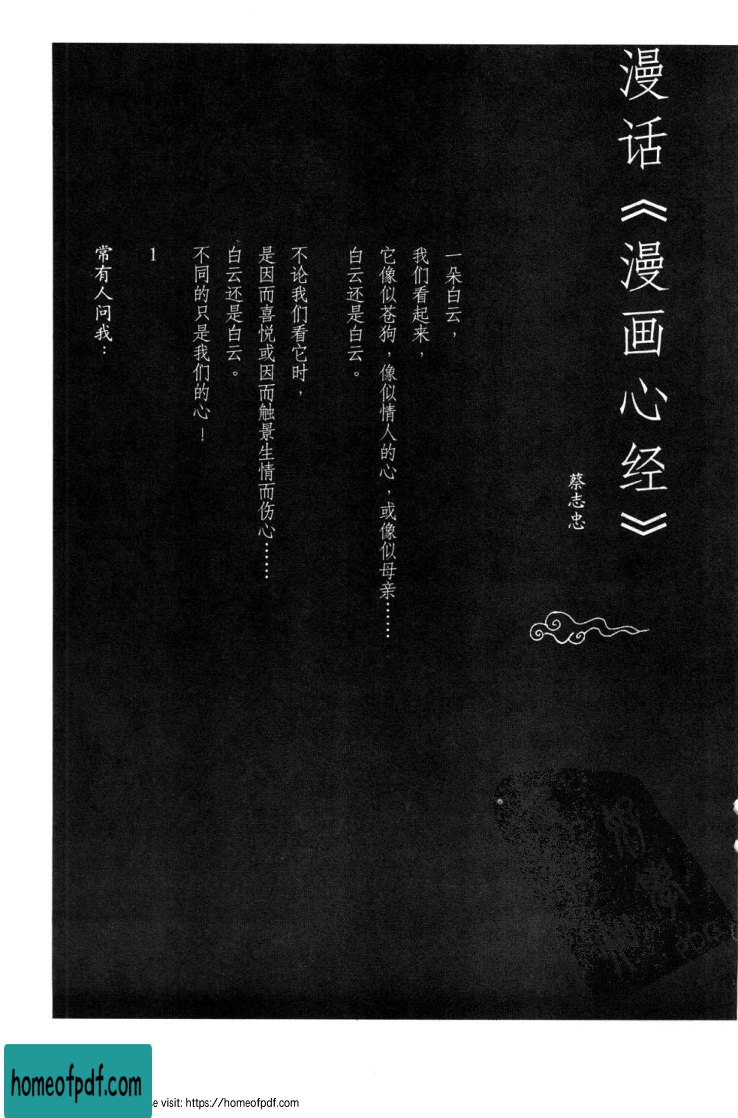 漫话《漫画心经》
蔡志忠
一朵白云，
我们看起来，
它像似苍狗，像似情人的心，或像似母亲……
白云还是白云。
不论我们看它时，
是因而喜悦或因而触景生情而伤心……
白云还是白云。
不同的只是我们的心！
1
常有人问我：
PDG
homeofpdf.com
se visit: https://homeofpdf.com